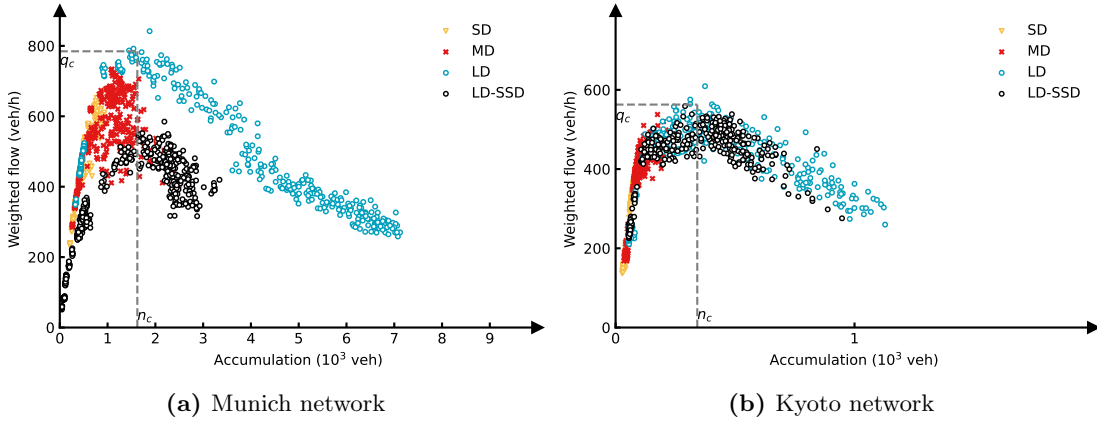 800
600
400
200
0
Weighted flow (veh/h)
q_c
n_c
0 1 2 3 4 5 6 7 8 9
Accumulation (10³ veh)
SD
MD
LD
LD-SSD
(a) Munich network
600
400
200
0
Weighted flow (veh/h)
q_c
n_c
0 1
Accumulation (10³ veh)
SD
MD
LD
LD-SSD
(b) Kyoto network